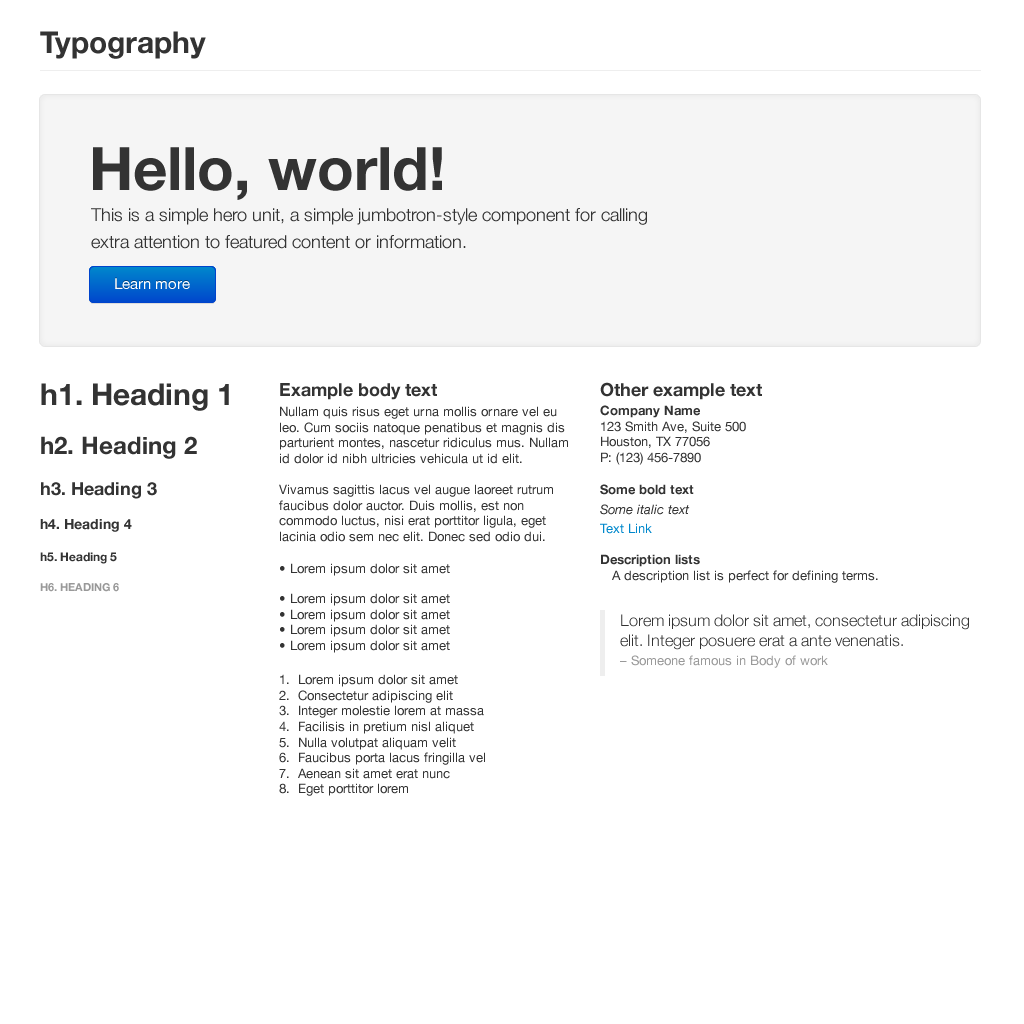 Typography
Hello, world!
This is a simple hero unit, a simple jumbotron-style component for calling
extra attention to featured content or information.
Learn more
h1. Heading 1
h2. Heading 2
h3. Heading 3
h4. Heading 4
h5. Heading 5
H6. HEADING 6
Example body text
Nullam quis risus eget urna mollis ornare vel eu
leo. Cum sociis natoque penatibus et magnis dis
parturient montes, nascetur ridiculus mus. Nullam
id dolor id nibh ultricies vehicula ut id elit.
Vivamus sagittis lacus vel augue laoreet rutrum
faucibus dolor auctor. Duis mollis, est non
commodo luctus, nisi erat porttitor ligula, eget
lacinia odio sem nec elit. Donec sed odio dui.
• Lorem ipsum dolor sit amet
• Lorem ipsum dolor sit amet
• Lorem ipsum dolor sit amet
• Lorem ipsum dolor sit amet
• Lorem ipsum dolor sit amet
1. Lorem ipsum dolor sit amet
2. Consectetur adipiscing elit
3. Integer molestie lorem at massa
4. Facilisis in pretium nisl aliquet
5. Nulla volutpat aliquam velit
6. Faucibus porta lacus fringilla vel
7. Aenean sit amet erat nunc
8. Eget porttitor lorem
Other example text
Company Name
123 Smith Ave, Suite 500
Houston, TX 77056
P: (123) 456-7890
Some bold text
Some italic text
Text Link
Description lists
A description list is perfect for defining terms.
Lorem ipsum dolor sit amet, consectetur adipiscing
elit. Integer posuere erat a ante venenatis.
– Someone famous in Body of work